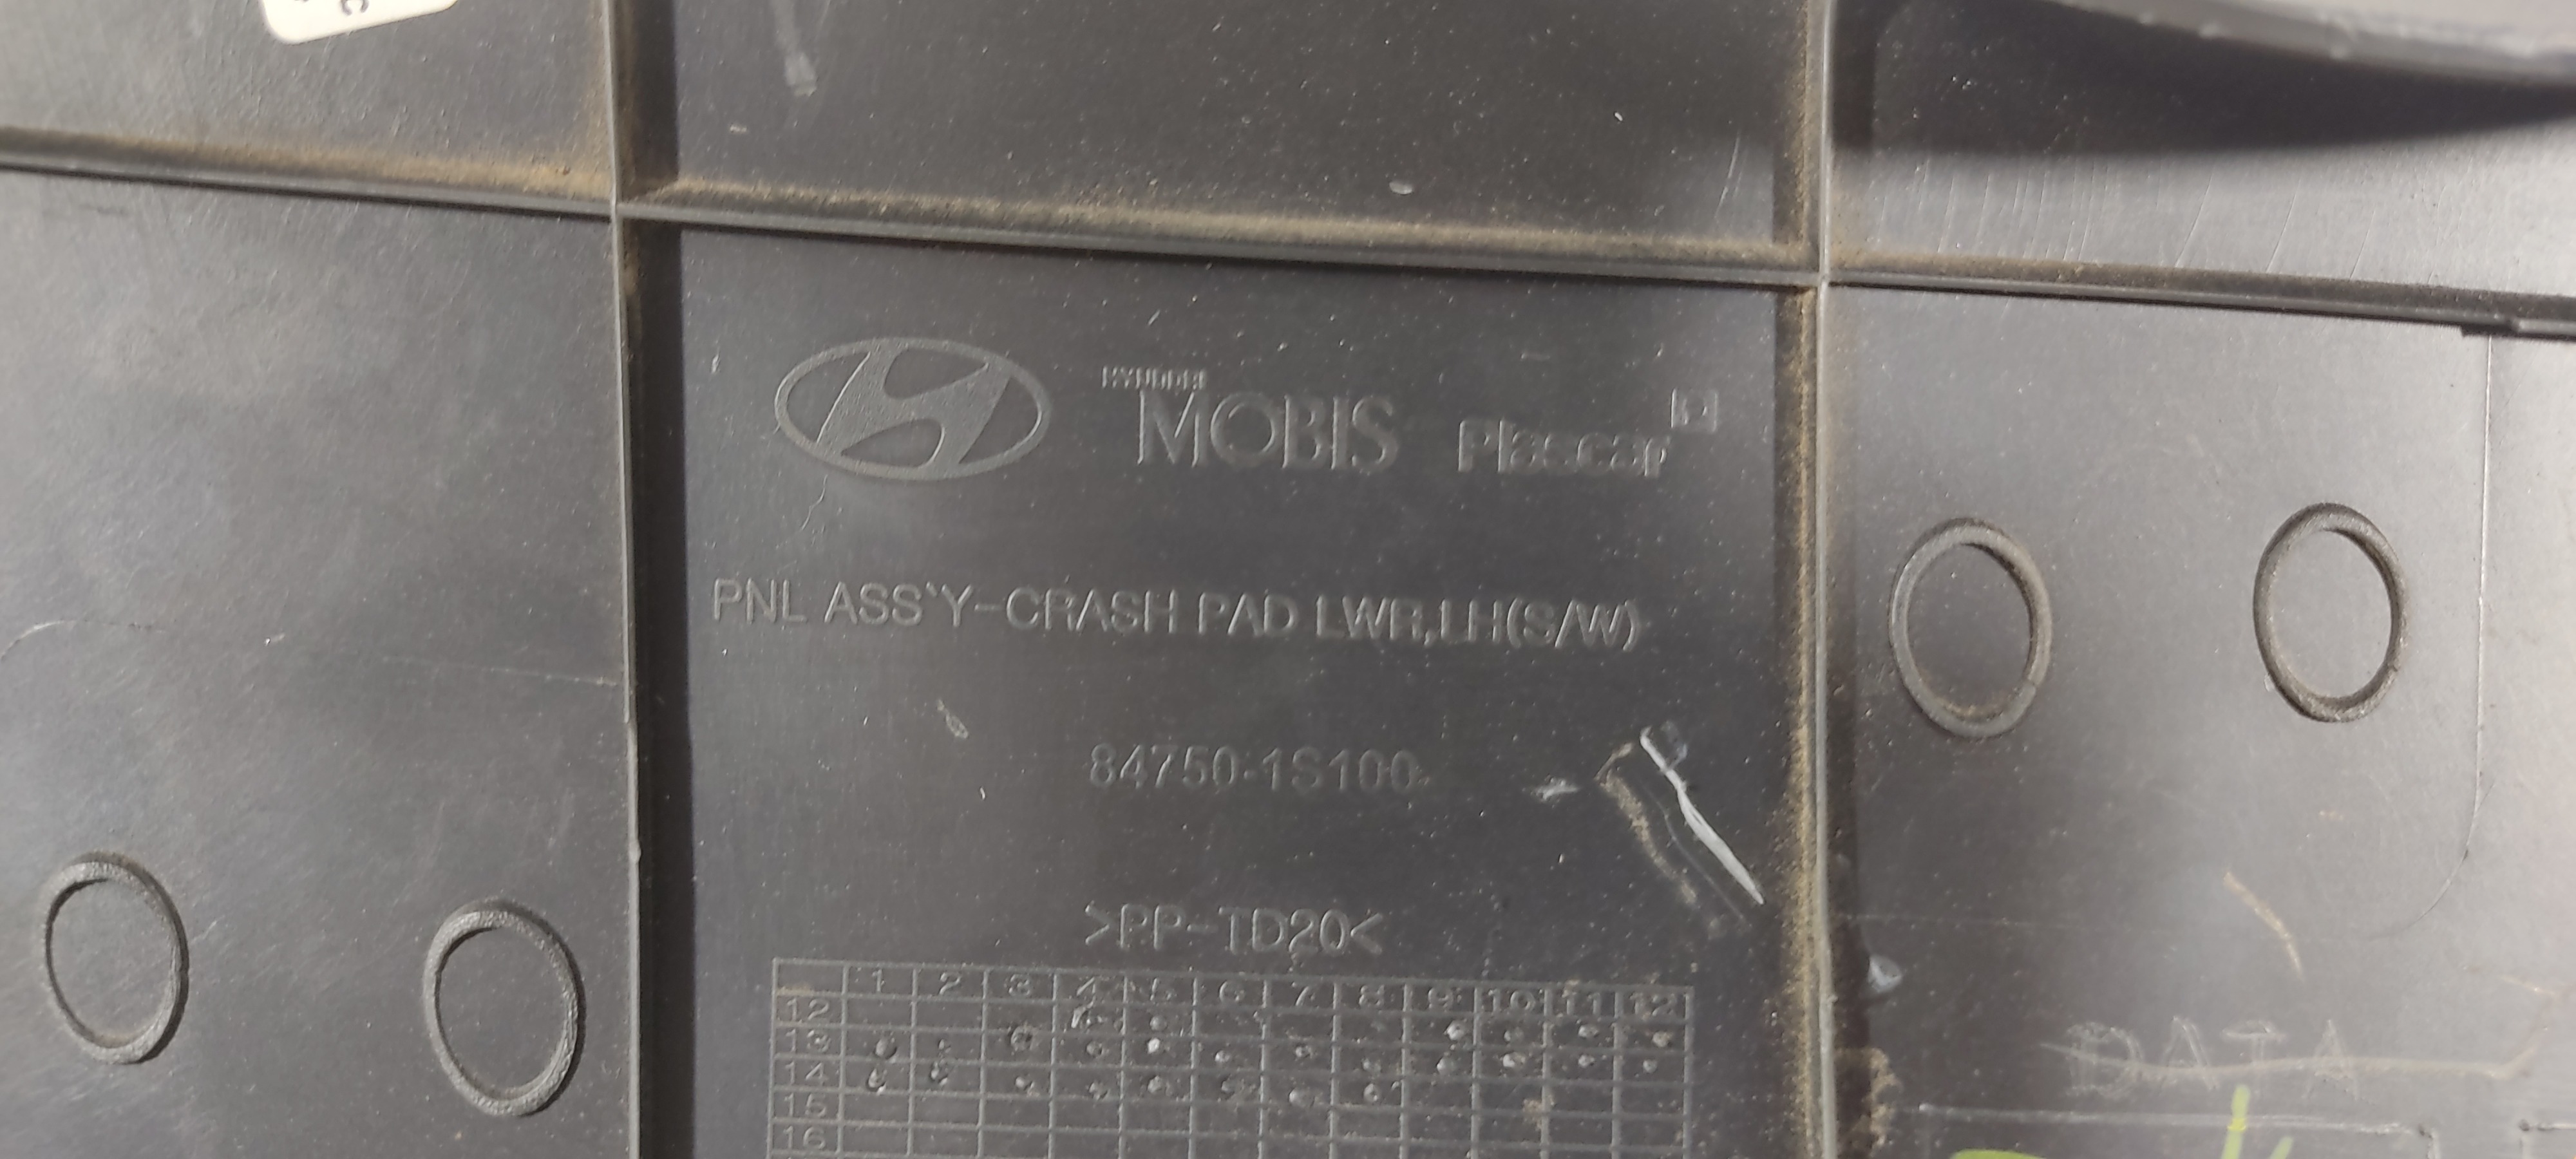 HYUNDAI
MOBIS Plascar
PNL ASS'Y-CRASH PAD LWR,LH(S/W)
84750-1S100
>PP-TD20<
1 2 3 4 5 6 7 8 9 10 11 12
12
13
14
15
16
DATA